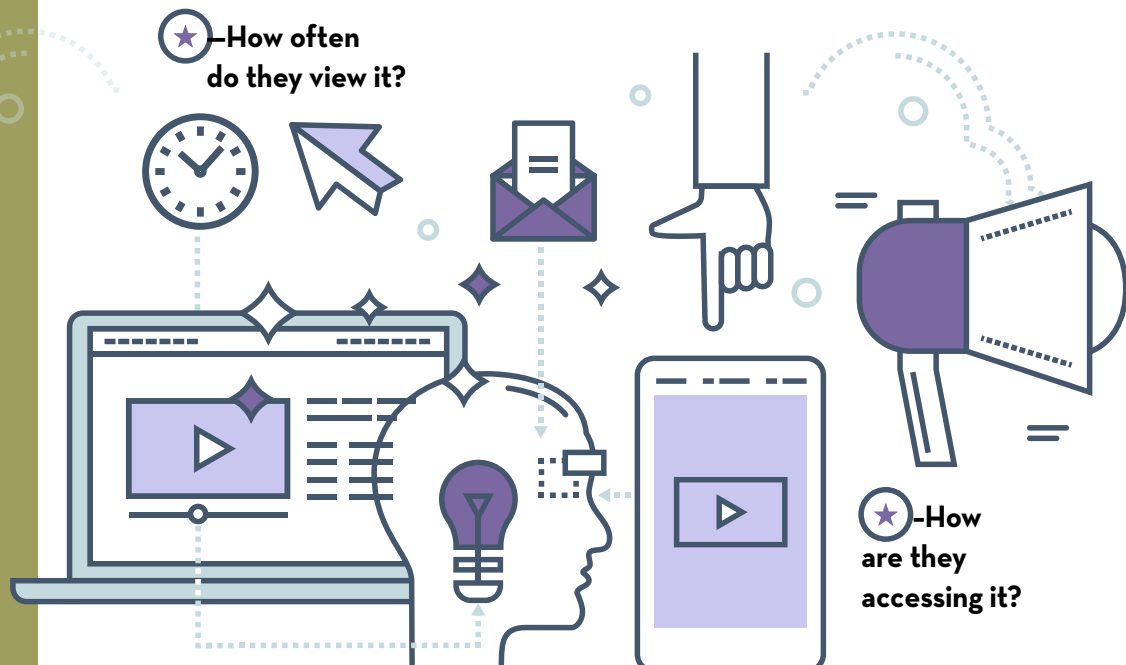 –How often
do they view it?
–How
are they
accessing it?